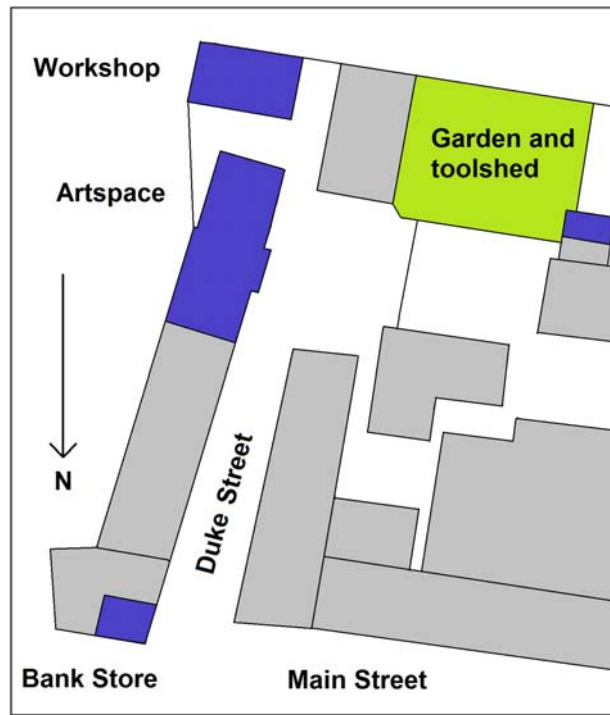 Workshop
Garden and
toolshed
Artspace
N
Duke Street
Bank Store
Main Street